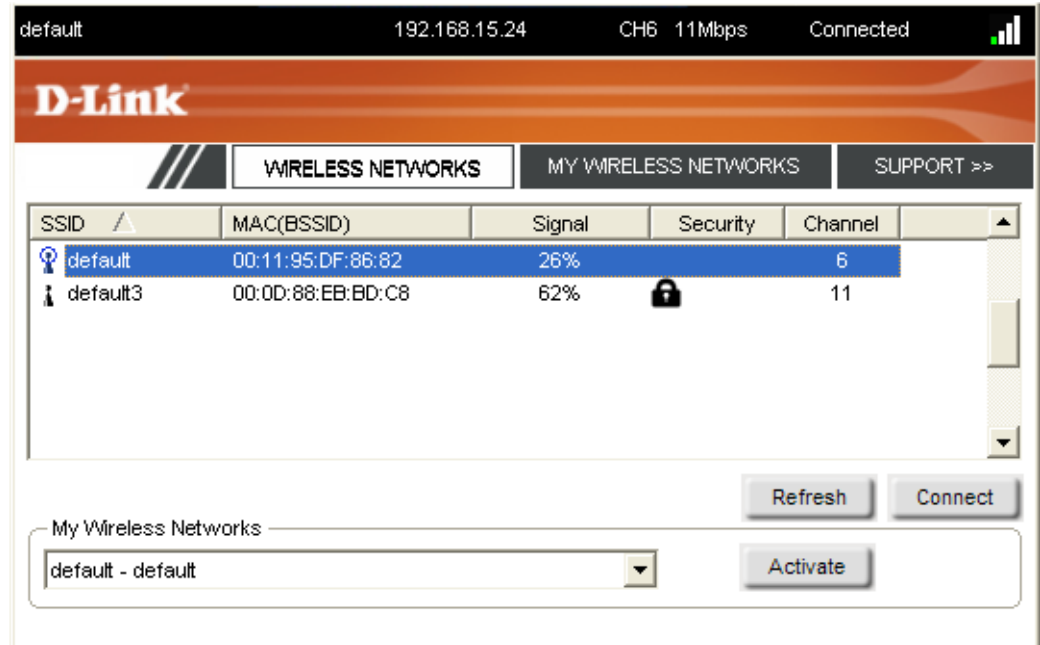 default 192.168.15.24 CH6 11Mbps Connected
D-Link
WIRELESS NETWORKS MY WIRELESS NETWORKS SUPPORT >>
SSID MAC(BSSID) Signal Security Channel
default 00:11:95:DF:86:82 26% 6
default3 00:0D:88:EB:BD:C8 62% 11
Refresh Connect
My Wireless Networks
default - default Activate